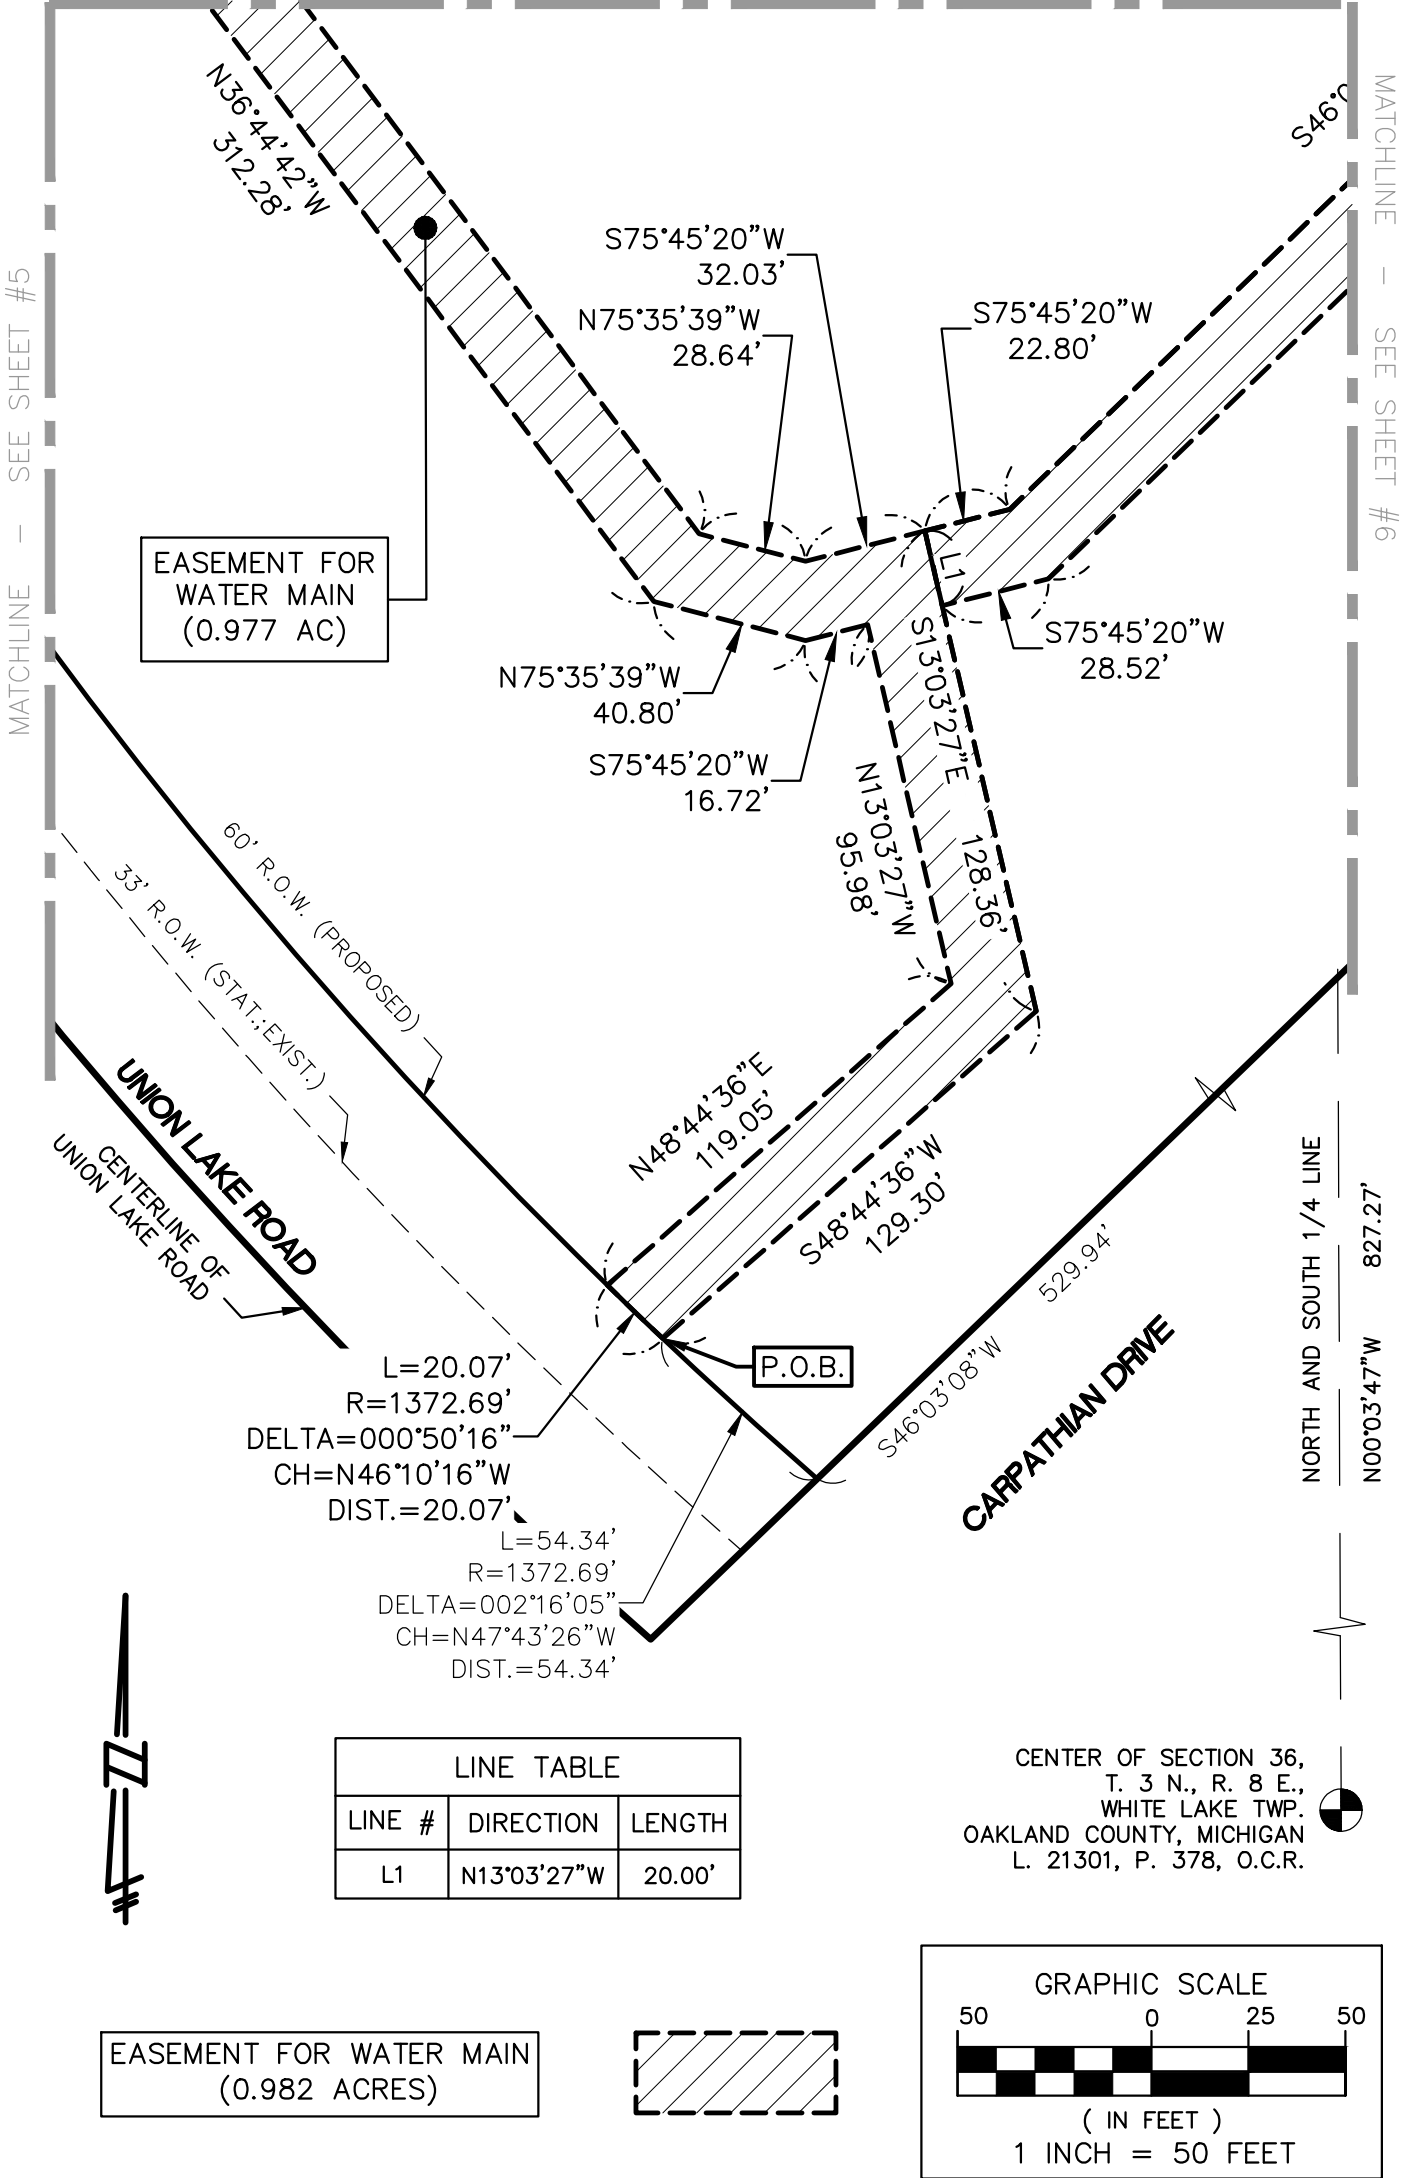 MATCHLINE - SEE SHEET #5
MATCHLINE - SEE SHEET #6
N36°44'42"W
312.28'
S46°0
S75°45'20"W
32.03'
N75°35'39"W
28.64'
S75°45'20"W
22.80'
EASEMENT FOR
WATER MAIN
(0.977 AC)
L1
S75°45'20"W
28.52'
N75°35'39"W
40.80'
S75°45'20"W
16.72'
S13°03'27"E
128.36'
N13°03'27"W
95.98'
60' R.O.W. (PROPOSED)
33' R.O.W. (STAT.;EXIST.)
UNION LAKE ROAD
CENTERLINE OF
UNION LAKE ROAD
N48°44'36"E
119.05'
S48°44'36"W
129.30'
529.94'
S46°03'08"W
CARPATHIAN DRIVE
NORTH AND SOUTH 1/4 LINE
N00°03'47"W 827.27'
P.O.B.
L=20.07'
R=1372.69'
DELTA=000°50'16"
CH=N46°10'16"W
DIST.=20.07'
L=54.34'
R=1372.69'
DELTA=002°16'05"
CH=N47°43'26"W
DIST.=54.34'
N
LINE TABLE
LINE # DIRECTION LENGTH
L1 N13°03'27"W 20.00'
CENTER OF SECTION 36,
T. 3 N., R. 8 E.,
WHITE LAKE TWP.
OAKLAND COUNTY, MICHIGAN
L. 21301, P. 378, O.C.R.
EASEMENT FOR WATER MAIN
(0.982 ACRES)
GRAPHIC SCALE
50 0 25 50
( IN FEET )
1 INCH = 50 FEET